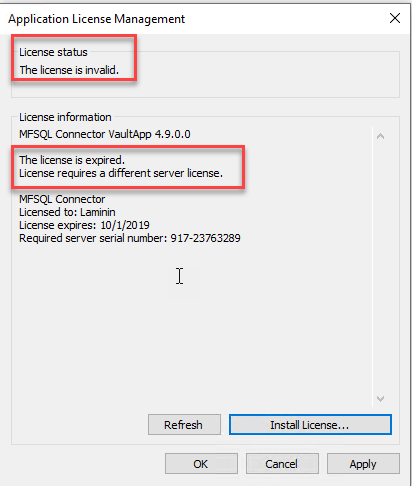 Application License Management
License status
The license is invalid.
License information
MFSQL Connector VaultApp 4.9.0.0
The license is expired.
License requires a different server license.
MFSQL Connector
Licensed to: Laminin
License expires: 10/1/2019
Required server serial number: 917-23763289
Refresh
Install License...
OK
Cancel
Apply